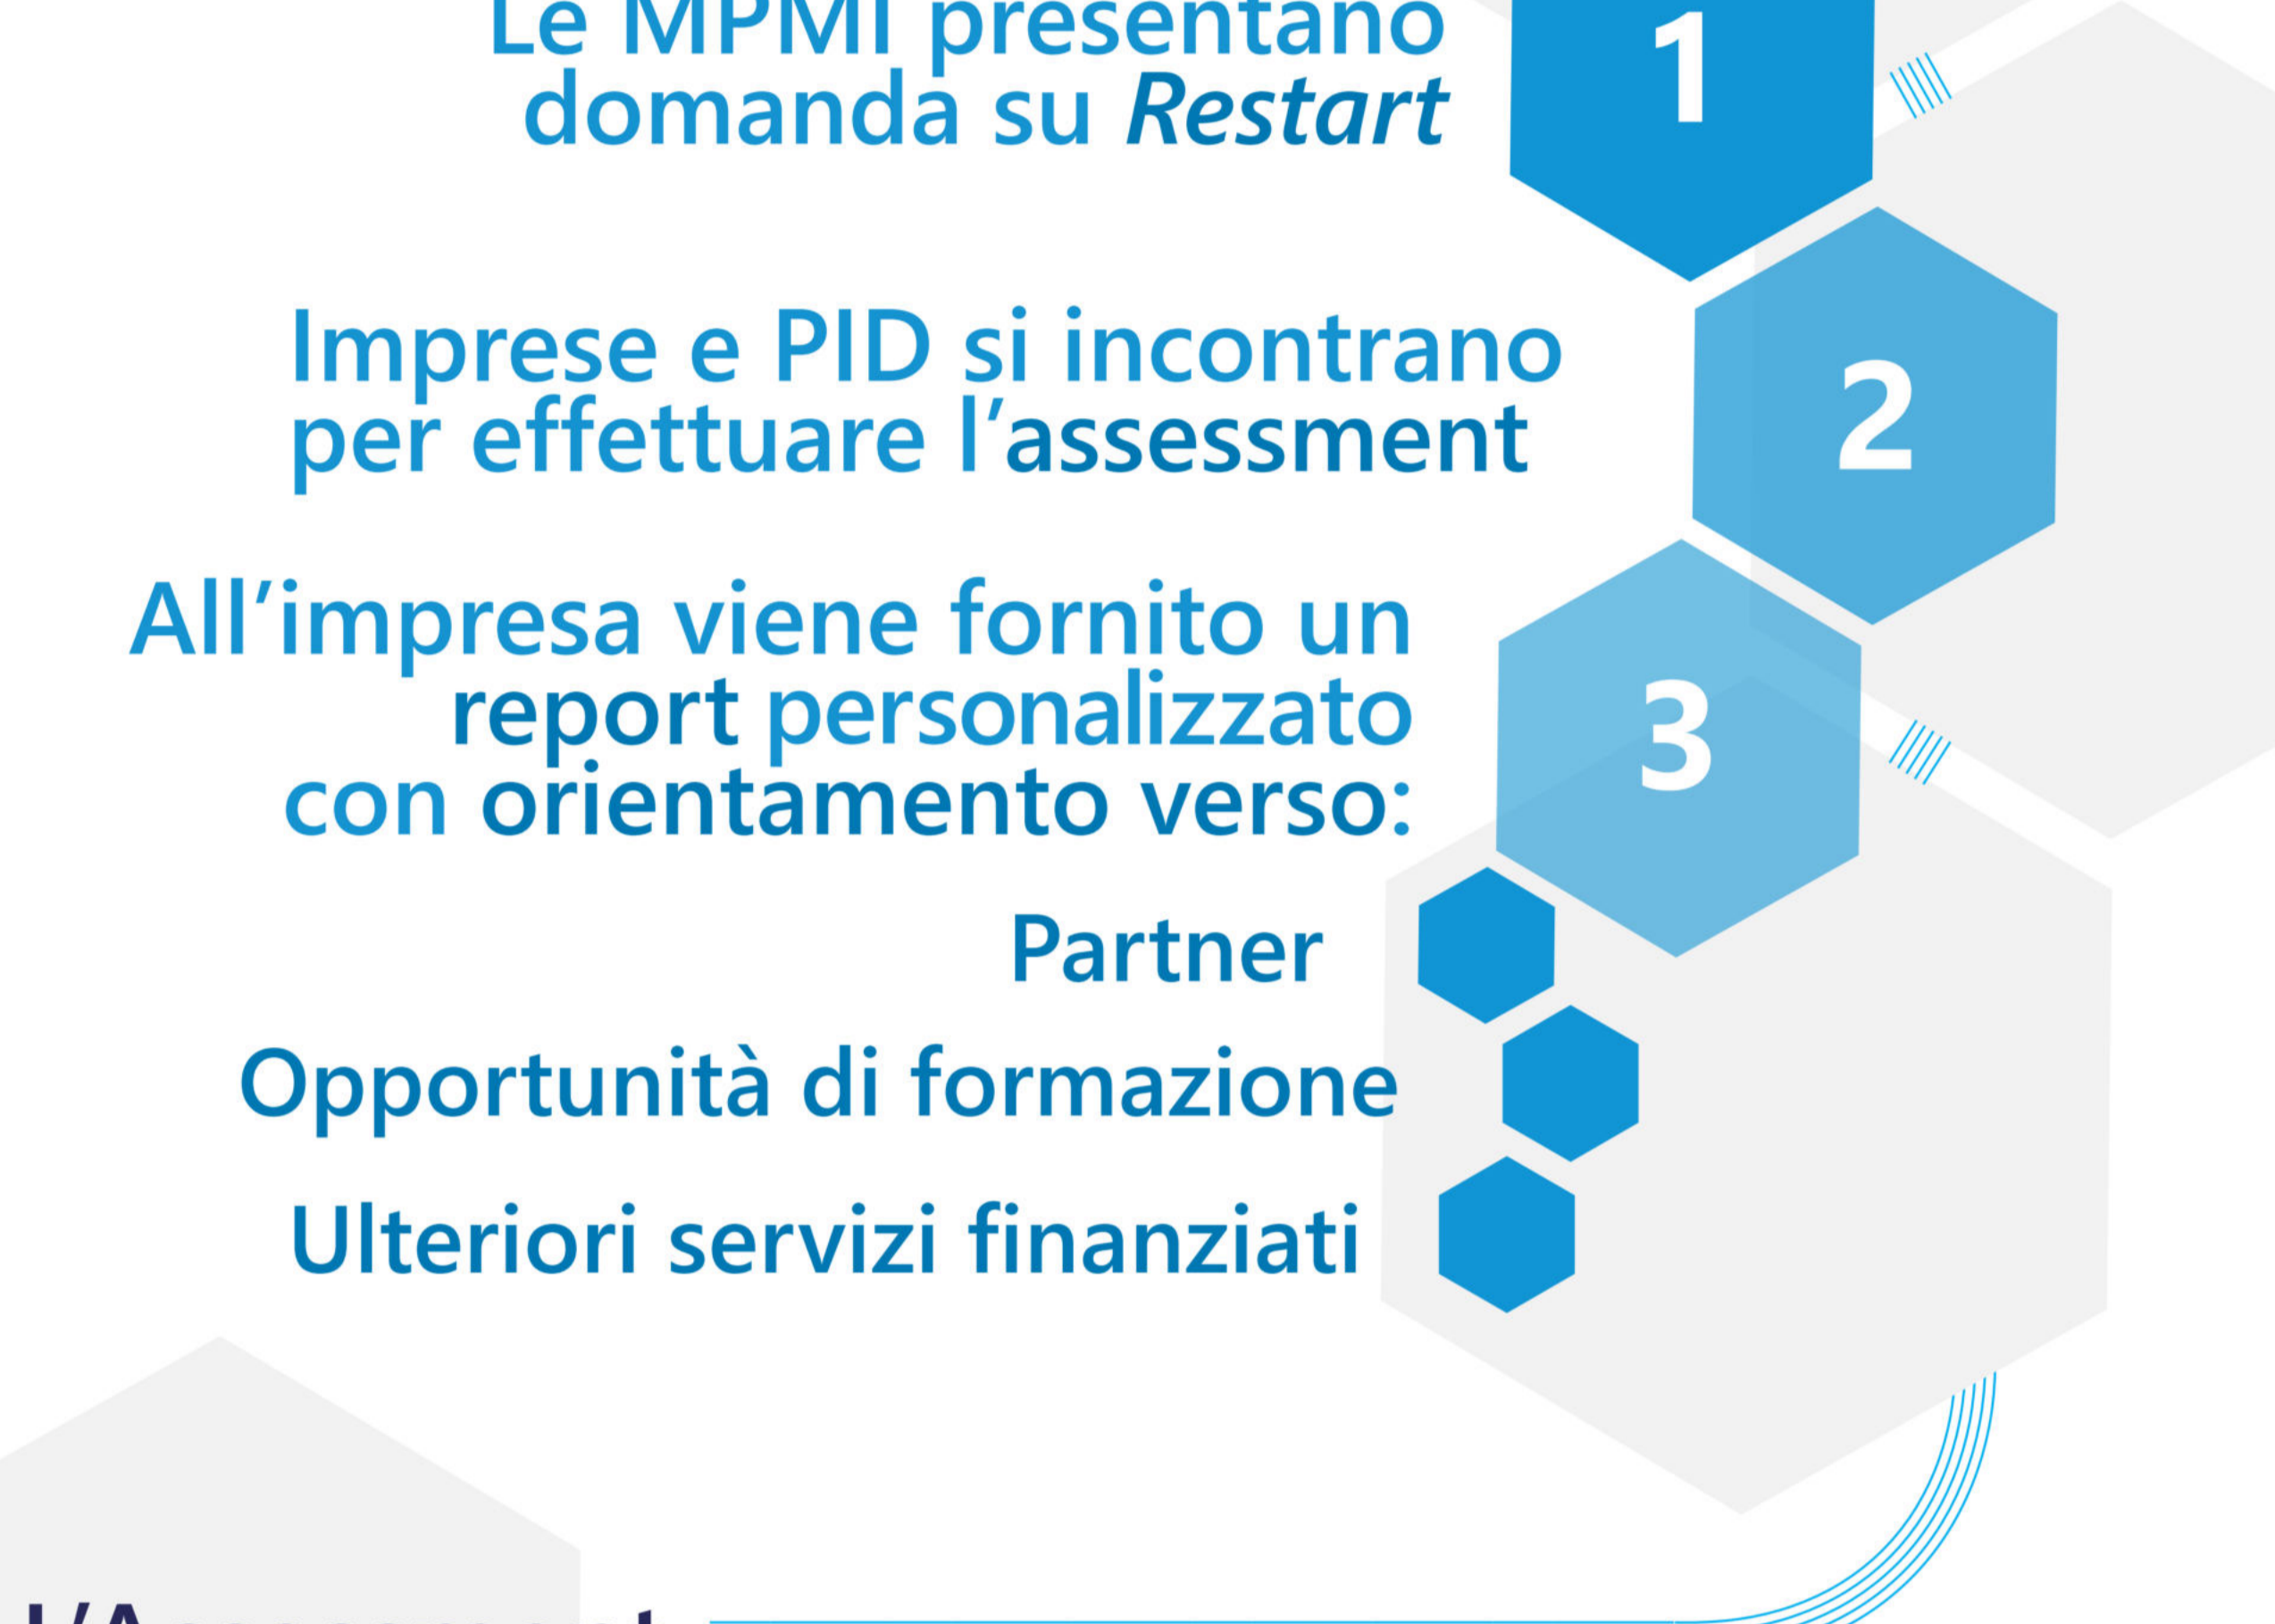 Le MPMI presentano
1
domanda su Restart
Imprese e PID si incontrano
2
per effettuare l’assessment
All’impresa viene fornito un
report personalizzato
3
con orientamento verso:
Partner
Opportunità di formazione
Ulteriori servizi finanziati